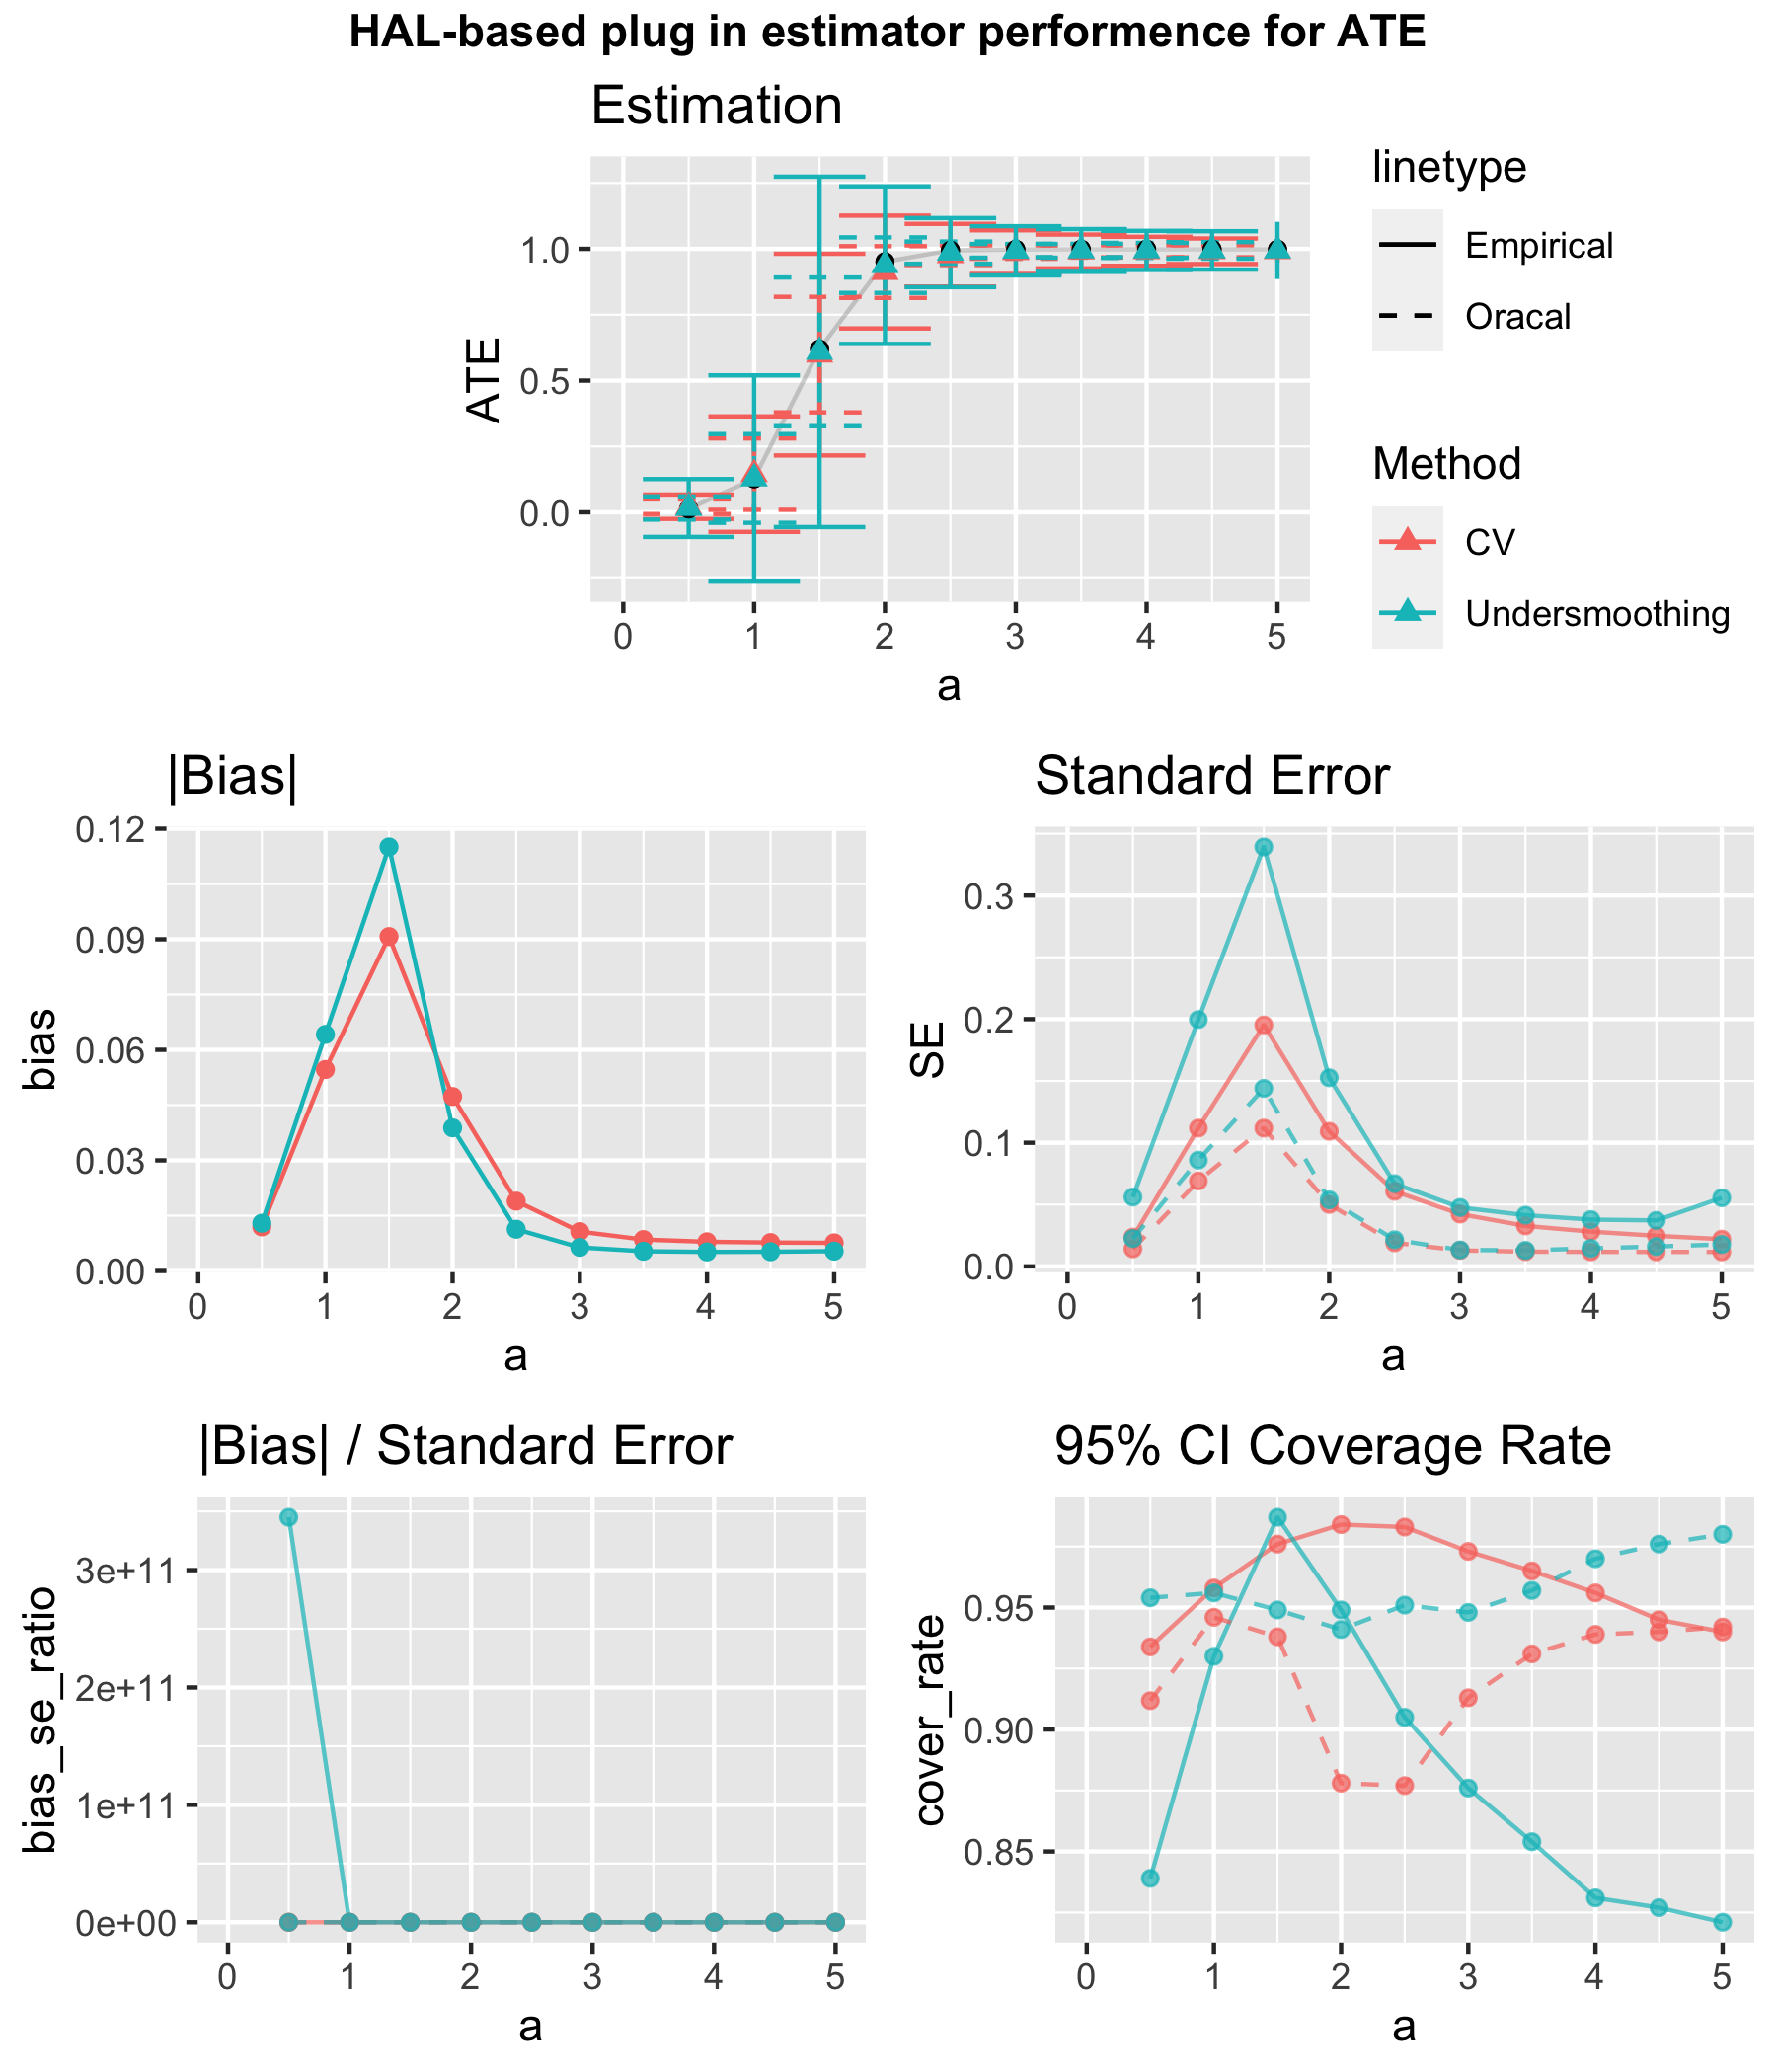 HAL-based plug in estimator performence for ATE
Estimation
ATE
1.0
0.5
0.0
0 1 2 3 4 5
a
linetype
Empirical
Oracal
Method
CV
Undersmoothing
|Bias|
bias
0.12
0.09
0.06
0.03
0.00
0 1 2 3 4 5
a
Standard Error
SE
0.3
0.2
0.1
0.0
0 1 2 3 4 5
a
|Bias| / Standard Error
bias_se_ratio
3e+11
2e+11
1e+11
0e+00
0 1 2 3 4 5
a
95% CI Coverage Rate
cover_rate
0.95
0.90
0.85
0 1 2 3 4 5
a